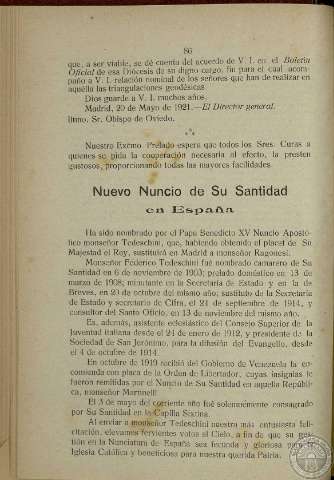 86
que, a ser viable, se dé cuenta del acuerdo de V. I. en el Boletín
Oficial de esa Diócesis de su digno cargo, fin para el cual acom-
paño a V. I. relación nominal de los señores que han de realizar en
aquella las triangulaciones geodésicas.
Dios guarde a V. I. muchos años.
Madrid, 20 de Mayo de 1921.—El Director general.
Iltmo. Sr. Obispo de Oviedo.
Nuestro Excmo. Prelado espera que todos los Sres. Curas a
quienes se pida la cooperación necesaria al efecto, la presten
gustosos, proporcionando todas las mayores facilidades.
Nuevo Nuncio de Su Santidad
en España
Ha sido nombrado por el Papa Benedicto XV Nuncio Apostó-
lico monseñor Tedeschini, que, habiendo obtenido el placet de Su
Majestad el Rey, sustituirá en Madrid a monseñor Ragonesi.
Monseñor Federico Tedeschini fué nombrado camarero de Su
Santidad en 6 de noviembre de 1903; prelado doméstico en 13 de
marzo de 1908; minutante en la Secretaria de Estado y en la de
Breves, en 20 de octubre del mismo año; sustituto de la Secretaria
de Estado y secretario de Cifra, el 21 de septiembre de 1914, y
consultor del Santo Oficio, en 13 de noviembre del mismo año.
Es, además, asistente eclesiástico del Consejo Superior de la
Juventud italiana desde el 24 de enero de 1912, y presidente de la
Sociedad de San Jerónimo, para la difusión del Evangelio, desde
el 4 de octubre de 1914.
En octubre de 1919 recibió del Gobierno de Venezuela la en-
comienda con placa de la Orden de Libertador, cuyas insignias le
fueron remitidas por el Nuncio de Su Santidad en aquella Repúbli-
ca, monseñor Martinelli
El 5 de mayo del corriente año fué solemnemente consagrado
por Su Santidad en la Capilla Sixtina.
Al enviar a monseñor Tedeschini nuestra más entusiasta felici-
citación, elevamos fervientes votos al Cielo, a fin de que su ges-
tión en la Nunciatura de España sea fecunda y gloriosa para la
Iglesia Católica y beneficiosa para nuestra querida Patria.